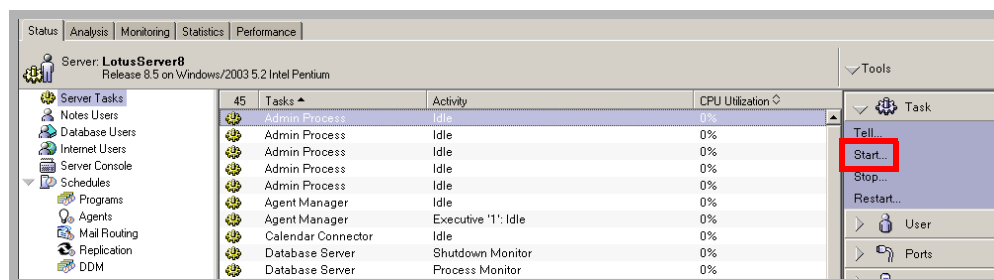 Status Analysis Monitoring Statistics Performance
Server: LotusServer8
Release 8.5 on Windows/2003 5.2 Intel Pentium
Tools
Server Tasks
Notes Users
Database Users
Internet Users
Server Console
Schedules
Programs
Agents
Mail Routing
Replication
DDM
45 Tasks Activity CPU Utilization
Admin Process Idle 0%
Admin Process Idle 0%
Admin Process Idle 0%
Admin Process Idle 0%
Admin Process Idle 0%
Agent Manager Idle 0%
Agent Manager Executive '1': Idle 0%
Calendar Connector Idle 0%
Database Server Shutdown Monitor 0%
Database Server Process Monitor 0%
Task
Tell...
Start...
Stop...
Restart...
User
Ports